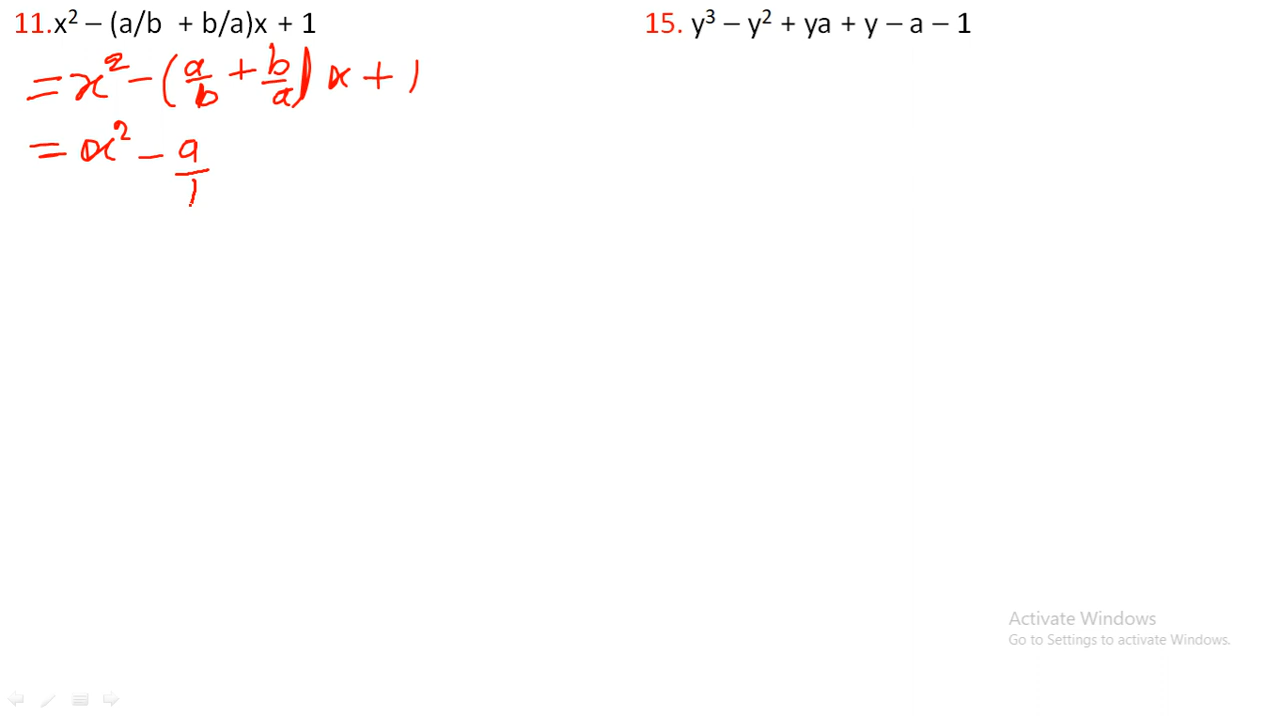 11.x² – (a/b + b/a)x + 1
= x² – (a/b + b/a) x + 1
= x² – a/1
15. y³ – y² + ya + y – a – 1
Activate Windows
Go to Settings to activate Windows.